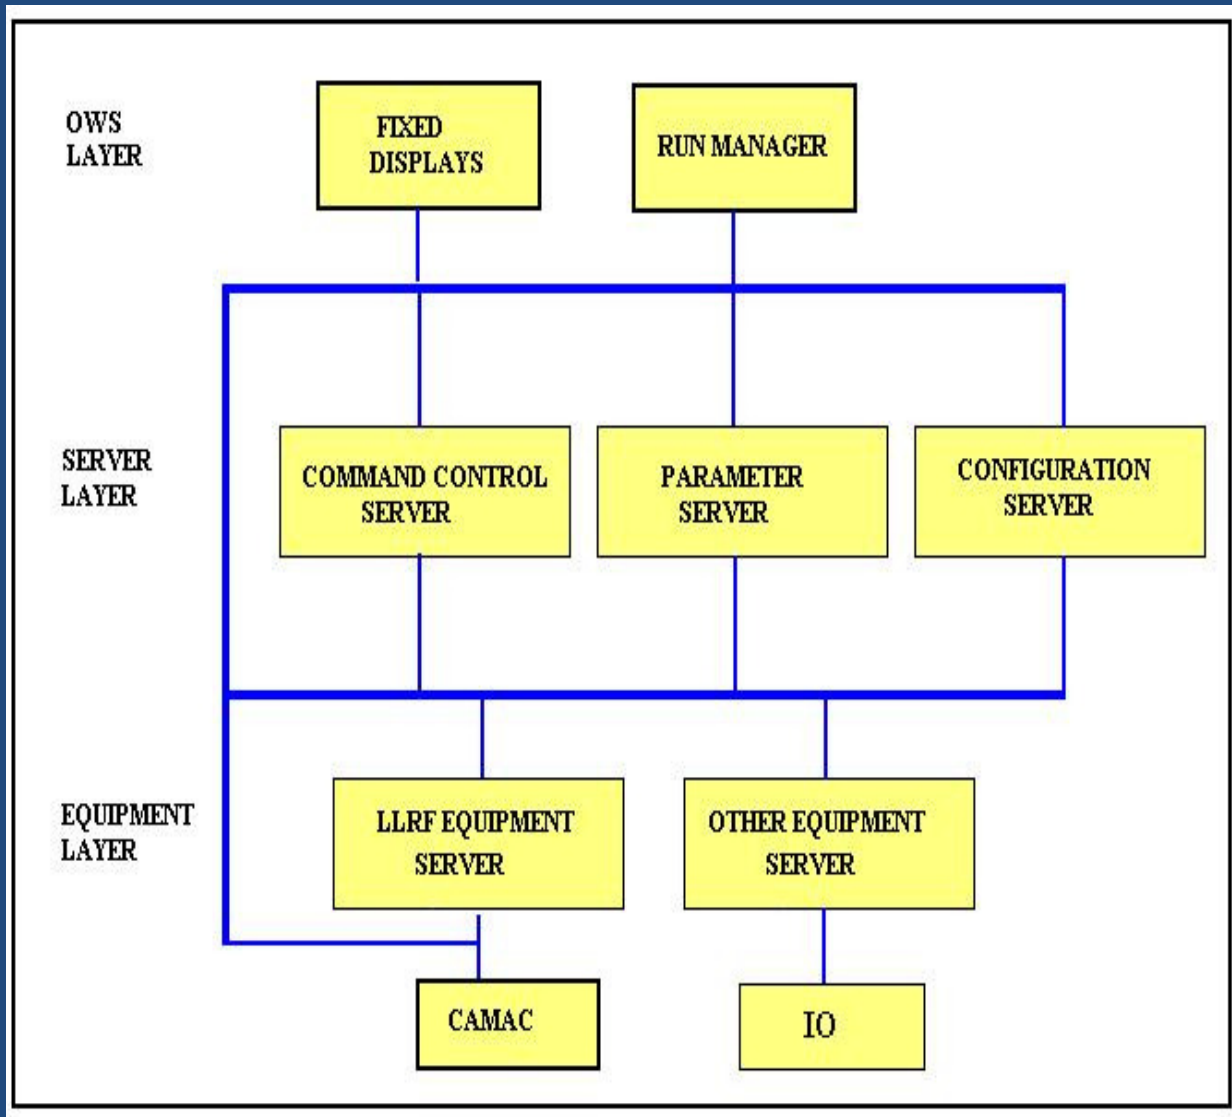 OWS
LAYER
FIXED
DISPLAYS
RUN MANAGER
SERVER
LAYER
COMMAND CONTROL
SERVER
PARAMETER
SERVER
CONFIGURATION
SERVER
EQUIPMENT
LAYER
LLRF EQUIPMENT
SERVER
OTHER EQUIPMENT
SERVER
CAMAC
IO